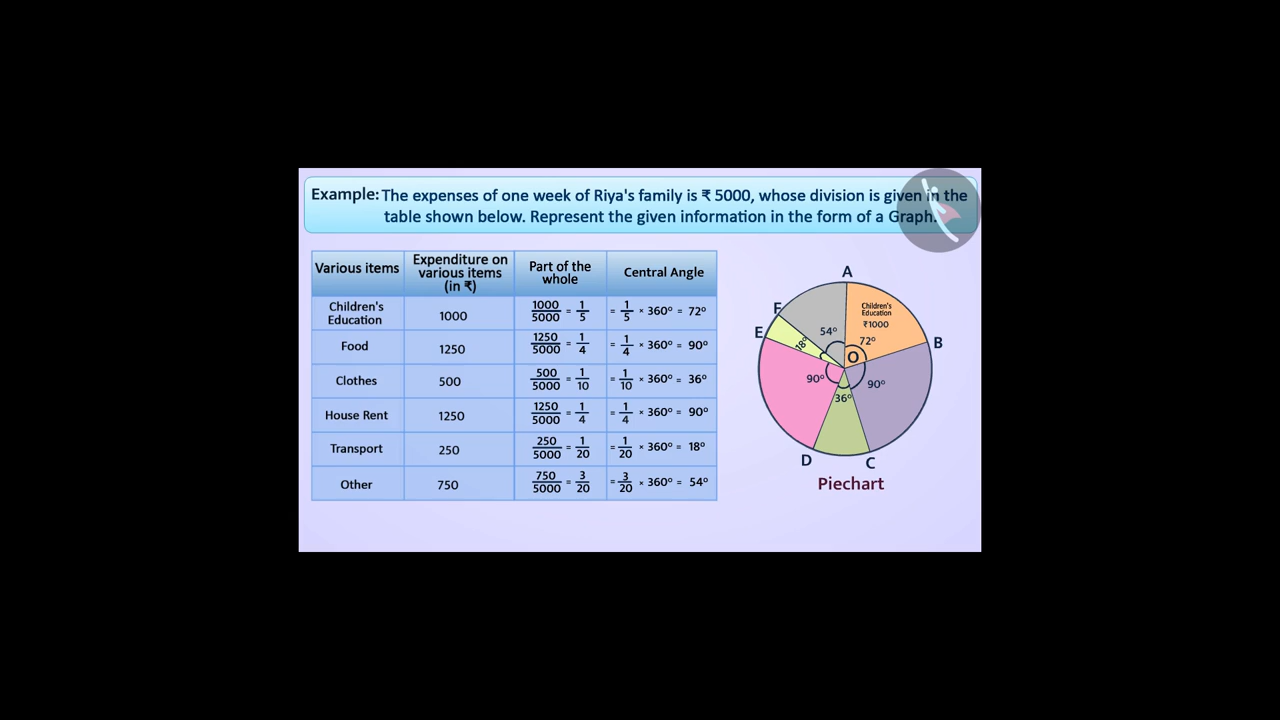 Example: The expenses of one week of Riya's family is ₹ 5000, whose division is given in the
table shown below. Represent the given information in the form of a Graph.
Various items Expenditure on various items (in ₹) Part of the whole Central Angle
Children's Education 1000 1000/5000 = 1/5 = 1/5 × 360° = 72°
Food 1250 1250/5000 = 1/4 = 1/4 × 360° = 90°
Clothes 500 500/5000 = 1/10 = 1/10 × 360° = 36°
House Rent 1250 1250/5000 = 1/4 = 1/4 × 360° = 90°
Transport 250 250/5000 = 1/20 = 1/20 × 360° = 18°
Other 750 750/5000 = 3/20 = 3/20 × 360° = 54°
A
F
Children's
Education
₹1000
E
54°
72°
B
18°
O
90°
90°
36°
D
C
Piechart